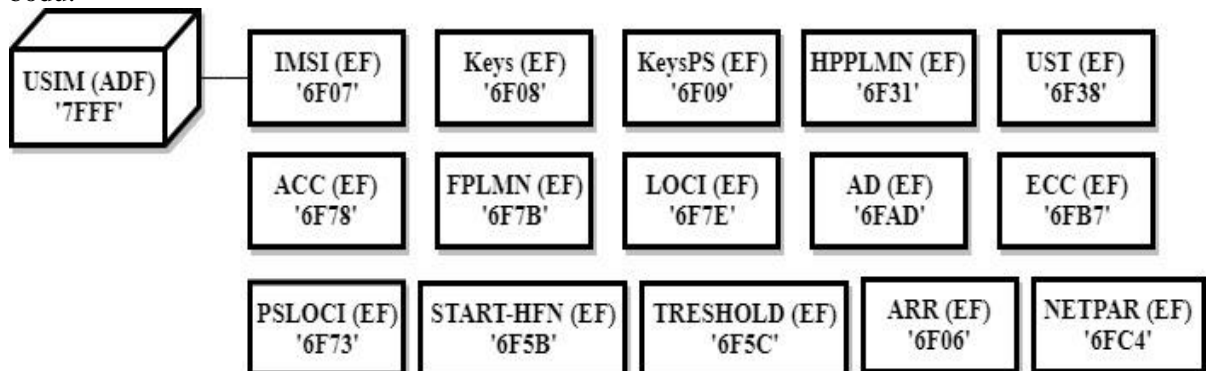 USIM (ADF)
'7FFF'
IMSI (EF)
'6F07'
Keys (EF)
'6F08'
KeysPS (EF)
'6F09'
HPPLMN (EF)
'6F31'
UST (EF)
'6F38'
ACC (EF)
'6F78'
FPLMN (EF)
'6F7B'
LOCI (EF)
'6F7E'
AD (EF)
'6FAD'
ECC (EF)
'6FB7'
PSLOCI (EF)
'6F73'
START-HFN (EF)
'6F5B'
TRESHOLD (EF)
'6F5C'
ARR (EF)
'6F06'
NETPAR (EF)
'6FC4'